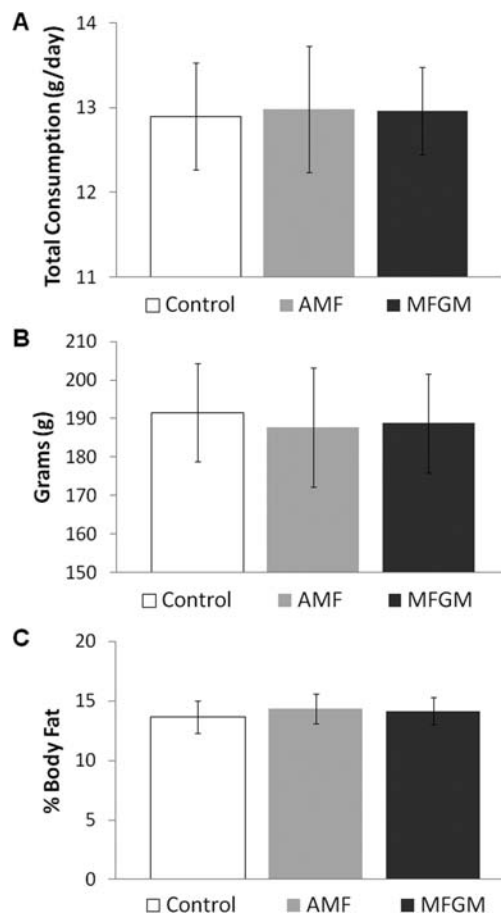 A
Total Consumption (g/day)
14
13
12
11
Control AMF MFGM
B
Grams (g)
210
200
190
180
170
160
150
Control AMF MFGM
C
% Body Fat
20
15
10
5
0
Control AMF MFGM